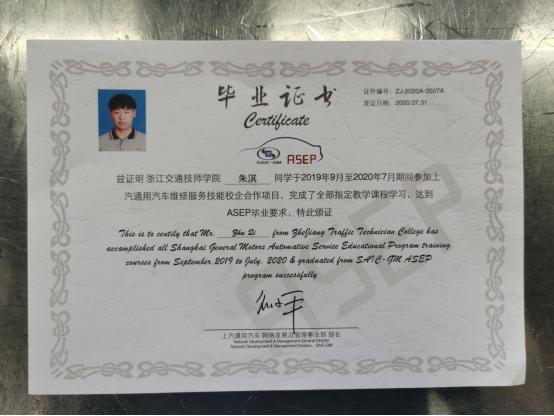 毕业证书
证件编号: ZJ-2020A-3507A
发证日期: 2020.07.31
Certificate
SAIC-GM
ASEP
兹证明 浙江交通技师学院 朱淇 同学于2019年9月至2020年7月期间参加上
汽通用汽车维修服务技能校企合作项目，完成了全部指定教学课程学习，达到
ASEP毕业要求，特此颁证
This is to centily that Mr. Zhu Qi from ZheJiang Traffic Technician College has
accomplished all Shanghai General Motors Automotive Service Educational Program training
courses from September,2019 to July, 2020 & graduated from SAIC-GM ASEP
program successfully
上汽通用汽车 网络发展及管理事业部 部长
Network Development & Management General Director
Network Development & Management Division, SAIC-GM